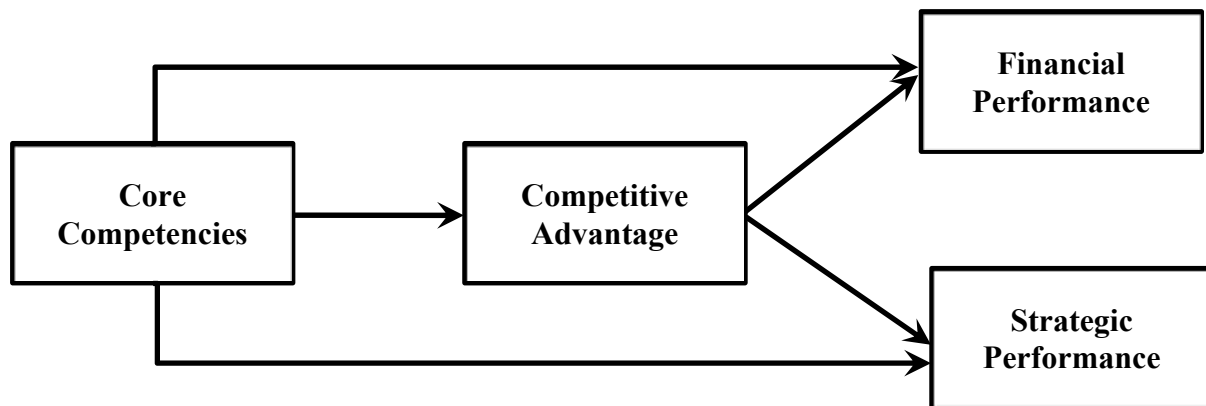 Financial
Performance
Core
Competencies
Competitive
Advantage
Strategic
Performance